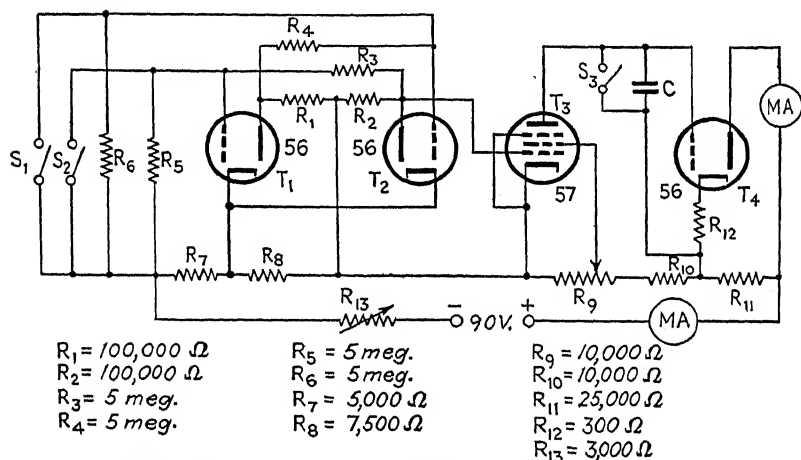 R4
R3
S3
C
T3
MA
S1
S2
R6
R5
R1
R2
56
56
57
56
T1
T2
T4
R12
R7
R8
R9
R10
R11
R13
- 90V. +
MA
R1 = 100,000 Ω
R2 = 100,000 Ω
R3 = 5 meg.
R4 = 5 meg.
R5 = 5 meg.
R6 = 5 meg.
R7 = 5,000 Ω
R8 = 7,500 Ω
R9 = 10,000 Ω
R10 = 10,000 Ω
R11 = 25,000 Ω
R12 = 300 Ω
R13 = 3,000 Ω